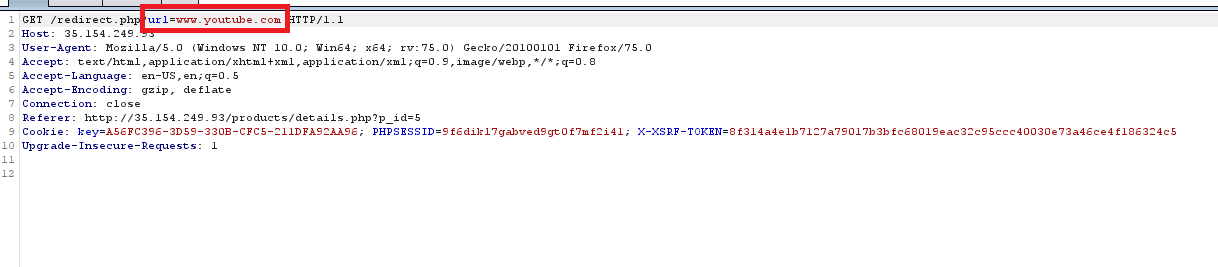 1 GET /redirect.php?url=www.youtube.com HTTP/1.1
2 Host: 35.154.249.93
3 User-Agent: Mozilla/5.0 (Windows NT 10.0; Win64; x64; rv:75.0) Gecko/20100101 Firefox/75.0
4 Accept: text/html,application/xhtml+xml,application/xml;q=0.9,image/webp,*/*;q=0.8
5 Accept-Language: en-US,en;q=0.5
6 Accept-Encoding: gzip, deflate
7 Connection: close
8 Referer: http://35.154.249.93/products/details.php?p_id=5
9 Cookie: key=A56FC396-3D59-330B-CFC5-211DFA92AA96; PHPSESSID=9f6dikl7gabved9gt0f7mf2i41; X-XSRF-TOKEN=8f314a4e1b7127a79017b3bfc68019eac32c95ccc40030e73a46ce4f186324c5
10 Upgrade-Insecure-Requests: 1
11
12